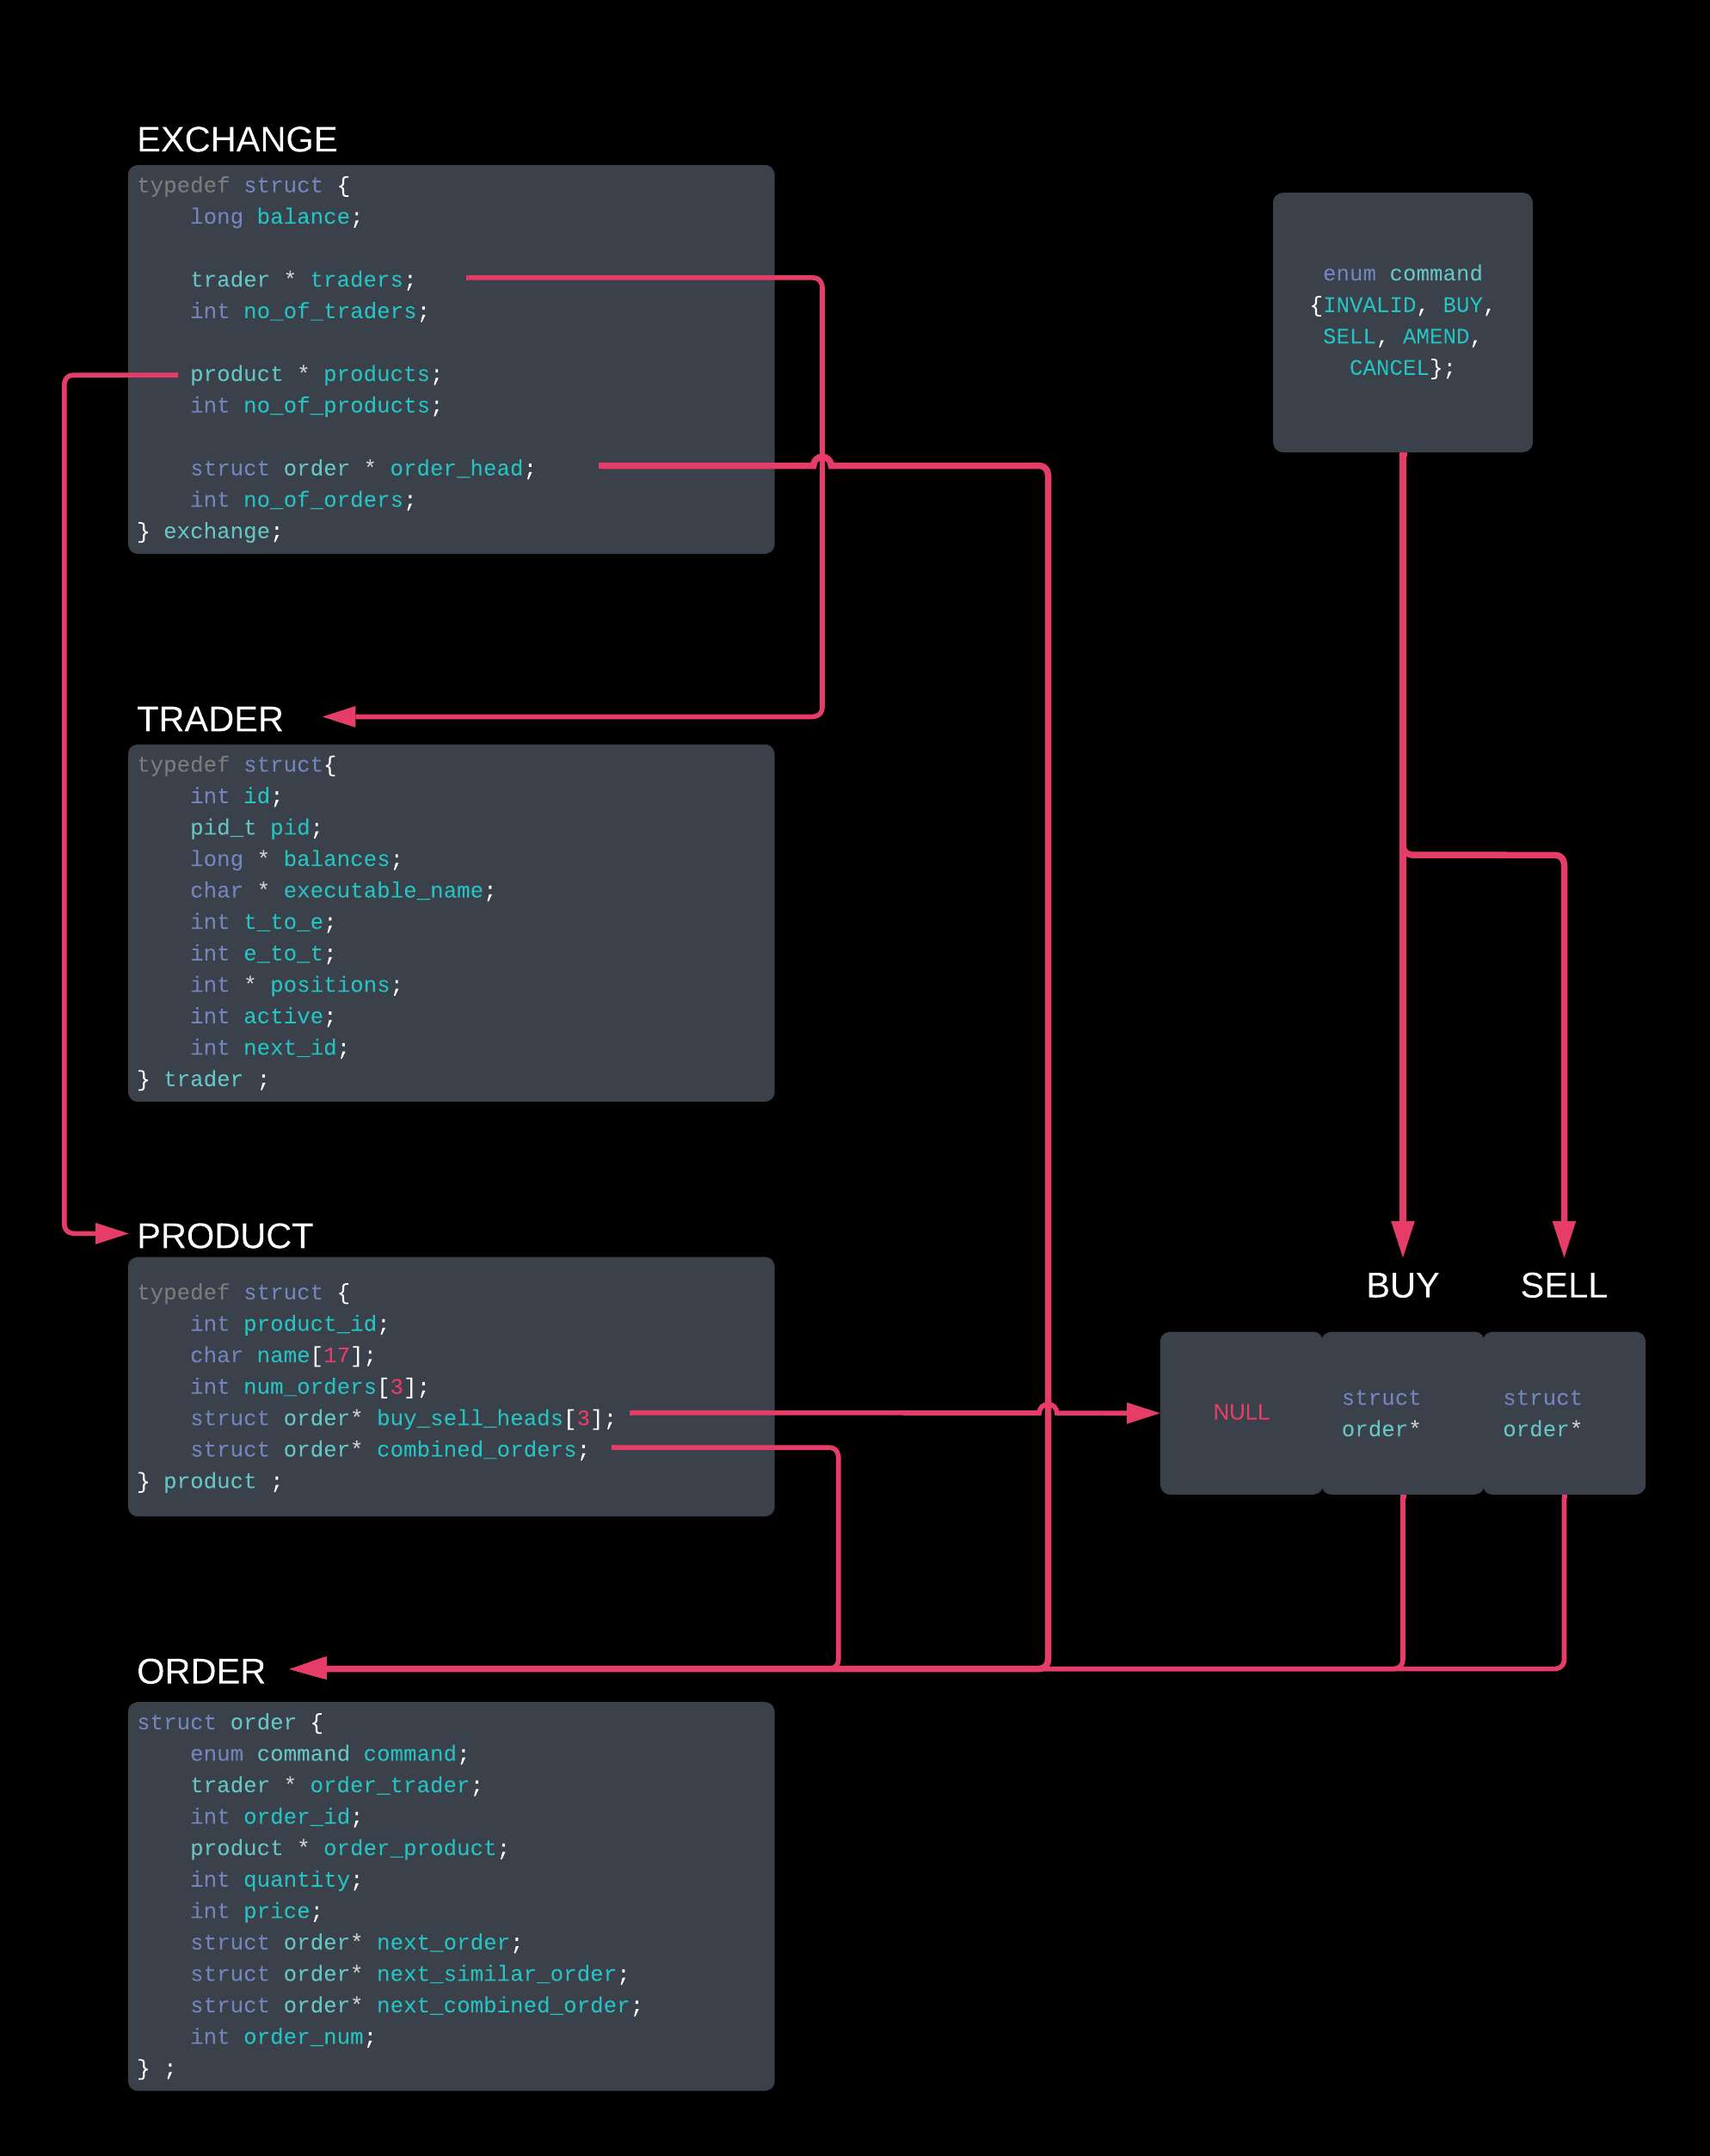 EXCHANGE
typedef struct {
    long balance;
    trader * traders;
    int no_of_traders;
    product * products;
    int no_of_products;
    struct order * order_head;
    int no_of_orders;
} exchange;
enum command
{INVALID, BUY,
SELL, AMEND,
CANCEL};
TRADER
typedef struct{
    int id;
    pid_t pid;
    long * balances;
    char * executable_name;
    int t_to_e;
    int e_to_t;
    int * positions;
    int active;
    int next_id;
} trader ;
PRODUCT
typedef struct {
    int product_id;
    char name[17];
    int num_orders[3];
    struct order* buy_sell_heads[3];
    struct order* combined_orders;
} product ;
BUY
SELL
NULL
struct
order*
struct
order*
ORDER
struct order {
    enum command command;
    trader * order_trader;
    int order_id;
    product * order_product;
    int quantity;
    int price;
    struct order* next_order;
    struct order* next_similar_order;
    struct order* next_combined_order;
    int order_num;
} ;